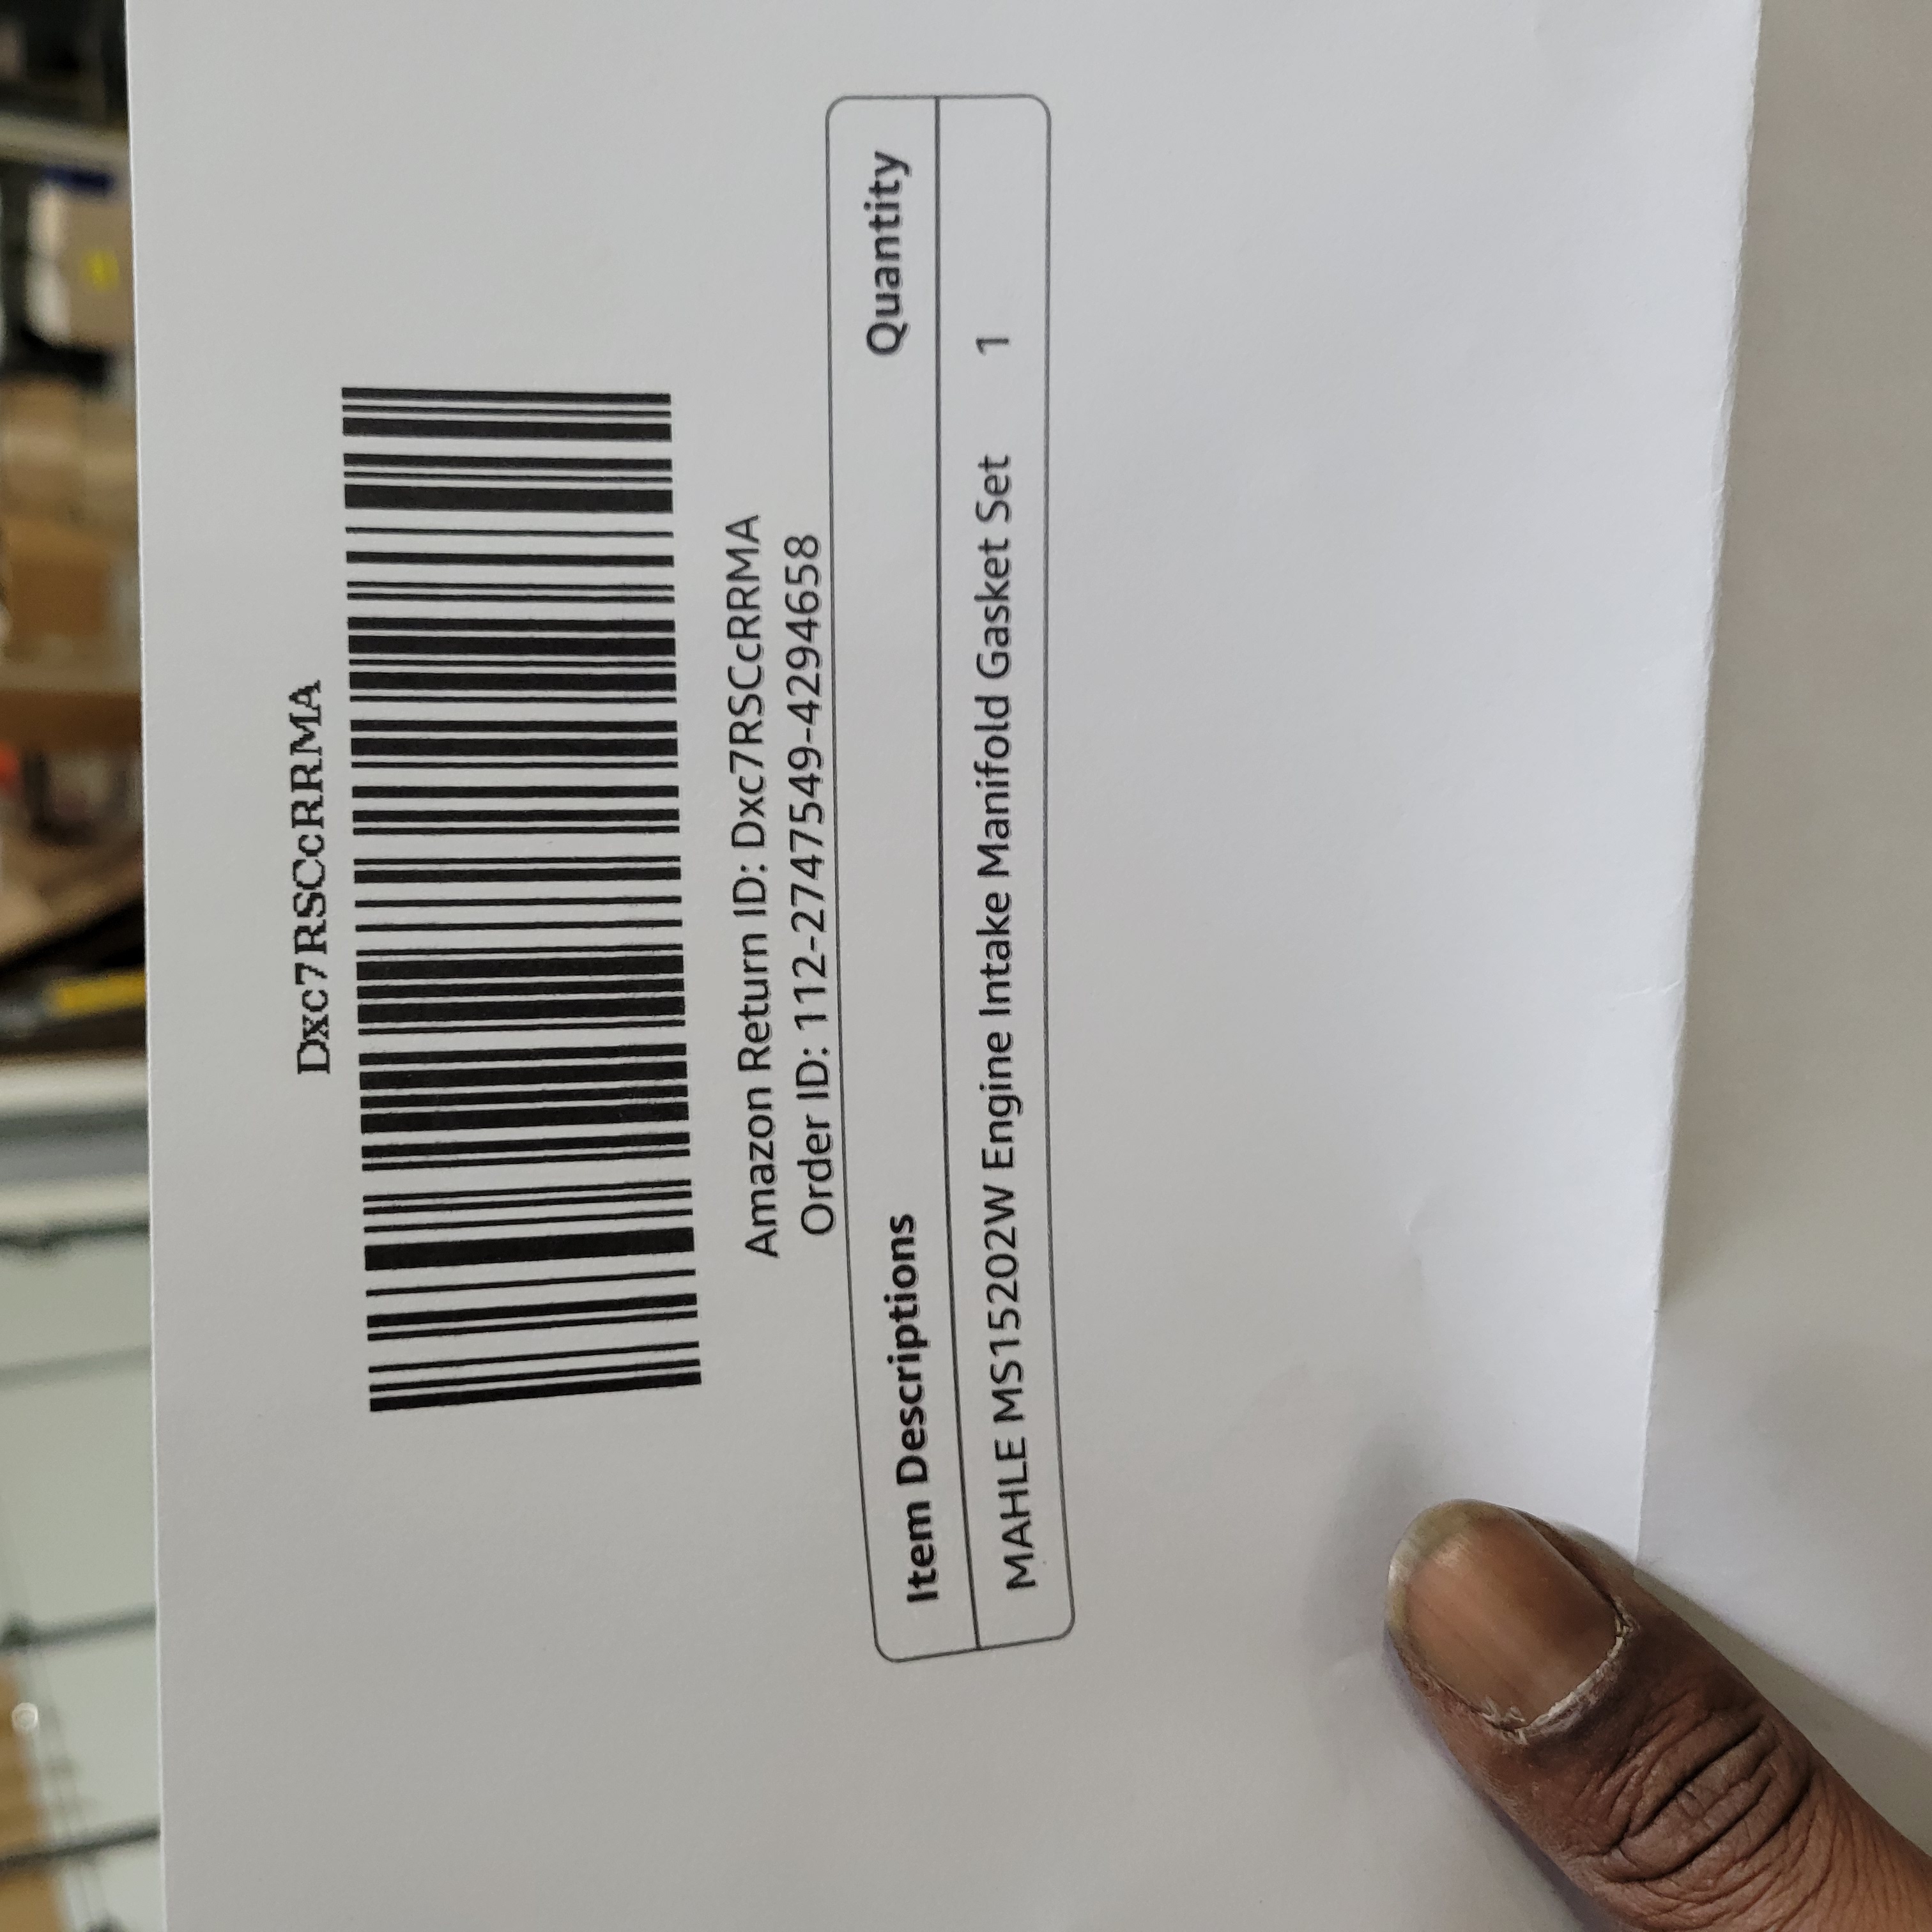 Dxc7RSCcRRMA
Amazon Return ID: Dxc7RSCcRRMA
Order ID: 112-2747549-4294658
Item Descriptions Quantity
MAHLE MS15202W Engine Intake Manifold Gasket Set 1